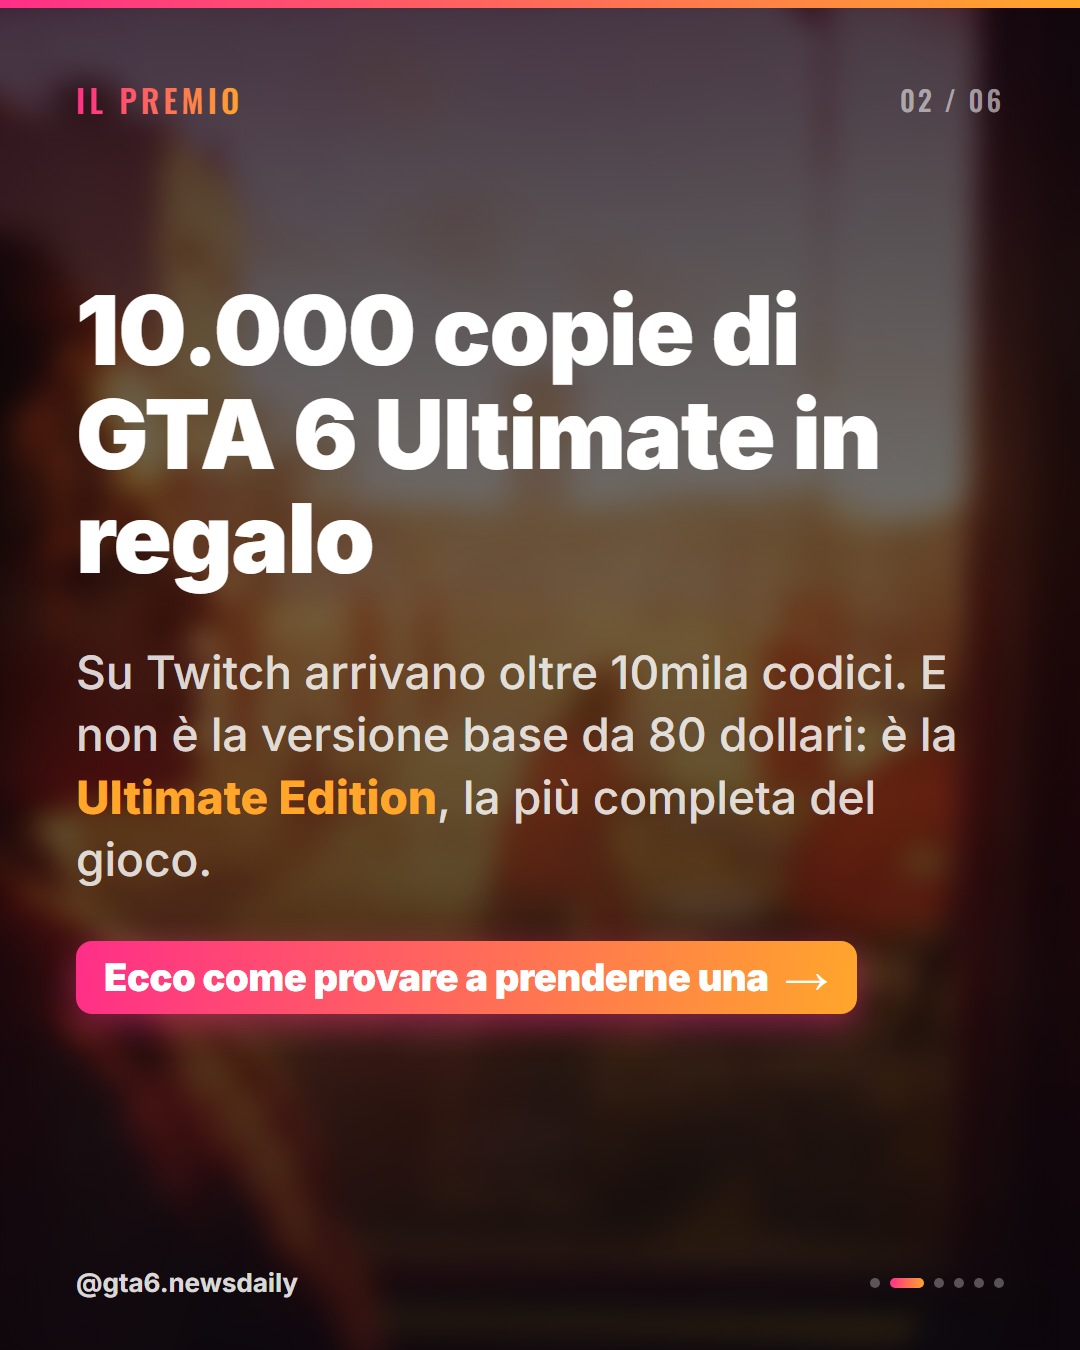 IL PREMIO
02 / 06
10.000 copie di
GTA 6 Ultimate in
regalo
Su Twitch arrivano oltre 10mila codici. E
non è la versione base da 80 dollari: è la
Ultimate Edition, la più completa del
gioco.
Ecco come provare a prenderne una →
@gta6.newsdaily